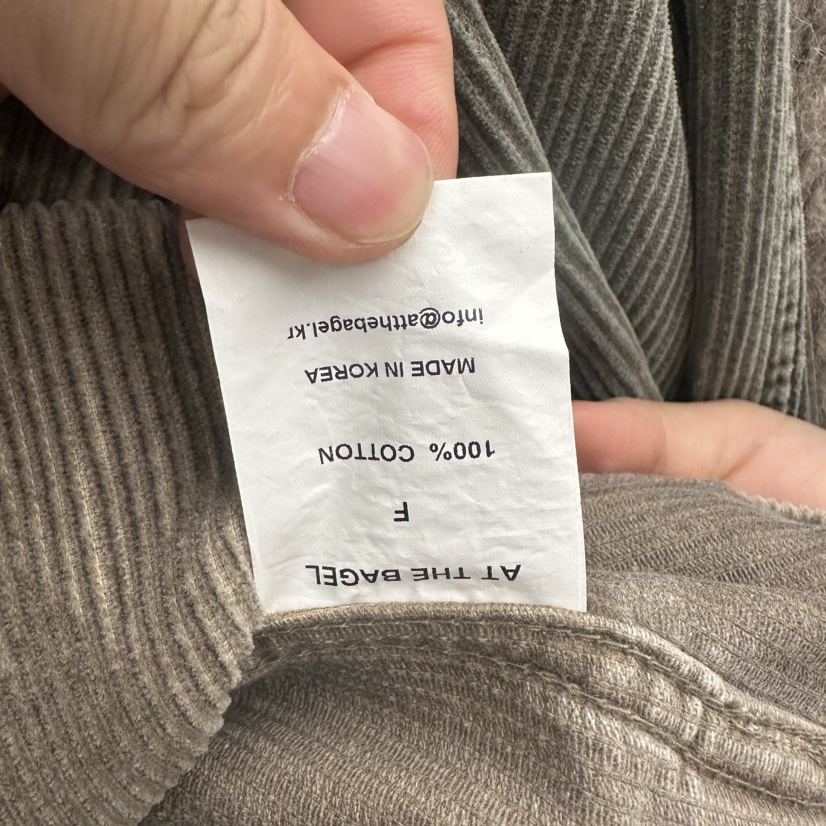 AT THE BAGEL
F
100% COTTON
MADE IN KOREA
info@atthebagel.kr